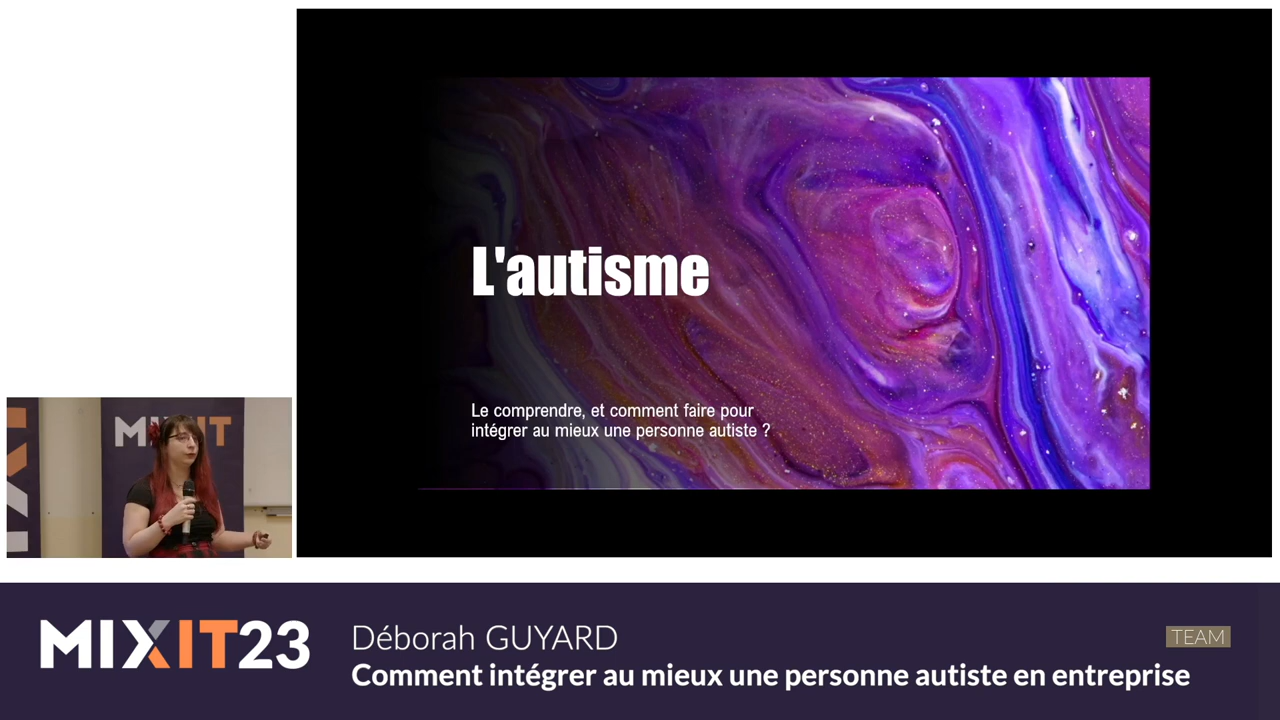 L'autisme
Le comprendre, et comment faire pour
intégrer au mieux une personne autiste ?
MIXIT
MIXIT23
Déborah GUYARD
TEAM
Comment intégrer au mieux une personne autiste en entreprise